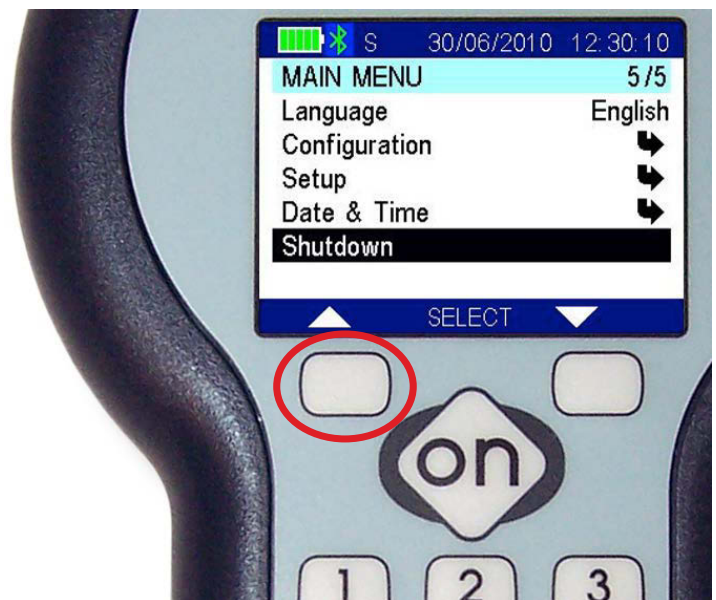 S 30/06/2010 12:30:10
MAIN MENU 5/5
Language English
Configuration
Setup
Date & Time
Shutdown
SELECT
on
1 2 3